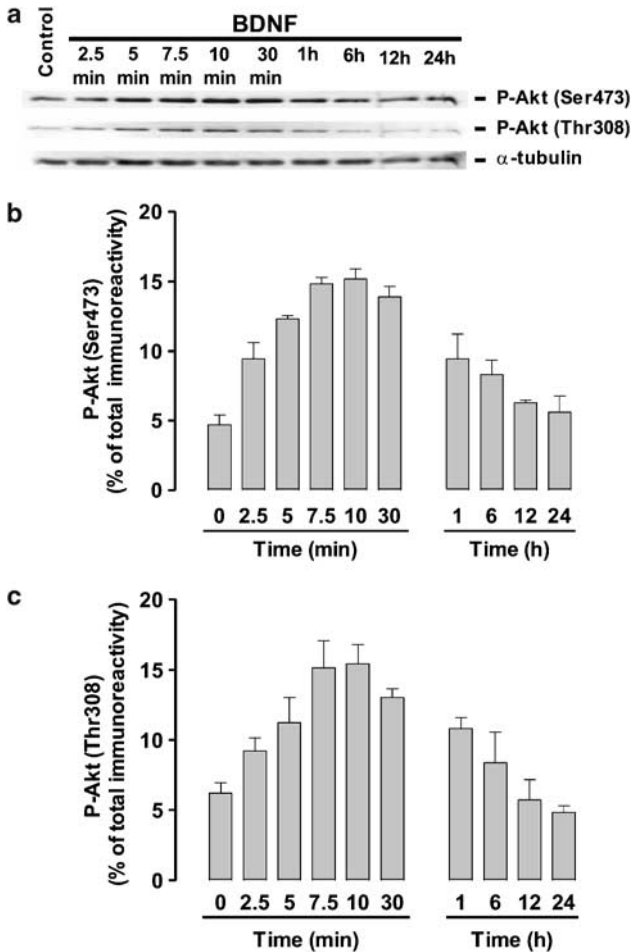 a
Control
BDNF
2.5 min
5 min
7.5 min
10 min
30 min
1h
6h
12h
24h
P-Akt (Ser473)
P-Akt (Thr308)
α-tubulin
b
P-Akt (Ser473)
(% of total immunoreactivity)
20
15
10
5
0
0 2.5 5 7.5 10 30 1 6 12 24
Time (min) Time (h)
c
P-Akt (Thr308)
(% of total immunoreactivity)
20
15
10
5
0
0 2.5 5 7.5 10 30 1 6 12 24
Time (min) Time (h)